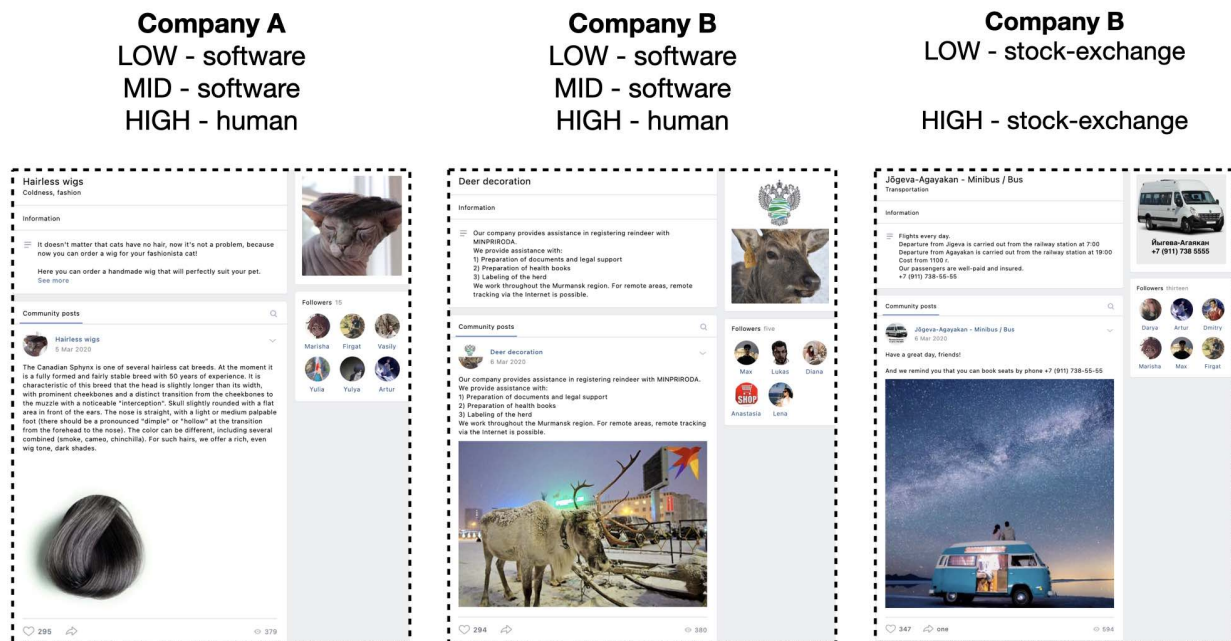 Company A
LOW - software
MID - software
HIGH - human
Company B
LOW - software
MID - software
HIGH - human
Company B
LOW - stock-exchange
HIGH - stock-exchange
Hairless wigs
Coldness, fashion
Information
It doesn't matter that cats have no hair, now it's not a problem, because
now you can order a wig for your fashionista cat!
Here you can order a handmade wig that will perfectly suit your pet.
See more
Followers 15
Marisha Firgat Vasily
Yulia Yulya Artur
Community posts
Hairless wigs
5 Mar 2020
The Canadian Sphynx is one of several hairless cat breeds. At the moment it
is a fully formed and fairly stable breed with 50 years of experience. It is
characteristic of this breed that the head is slightly longer than its width,
with prominent cheekbones and a distinct transition from the cheekbones to
the muzzle with a noticeable "interception". Skull slightly rounded with a flat
area in front of the ears. The nose is straight, with a light or medium palpable
foot (there should be a pronounced "dimple" or "hollow" at the transition
from the forehead to the nose). The color can be different, including several
combined (smoke, cameo, chinchilla). For such hairs, we offer a rich, even
wig tone, dark shades.
295
379
Deer decoration
Information
Our company provides assistance in registering reindeer with
MINPRIRODA.
We provide assistance with:
1) Preparation of documents and legal support
2) Preparation of health books
3) Labeling of the herd
We work throughout the Murmansk region. For remote areas, remote
tracking via the Internet is possible.
Followers five
Max Lukas Diana
SHOP
Anastasia Lena
Community posts
Deer decoration
6 Mar 2020
Our company provides assistance in registering reindeer with MINPRIRODA.
We provide assistance with:
1) Preparation of documents and legal support
2) Preparation of health books
3) Labeling of the herd
We work throughout the Murmansk region. For remote areas, remote tracking
via the Internet is possible.
294
380
Jõgeva-Agayakan - Minibus / Bus
Transportation
Information
Flights every day.
Departure from Jigeva is carried out from the railway station at 7:00
Departure from Agayakan is carried out from the railway station at 19:00
Cost from 1100 r.
Our passengers are well-paid and insured.
+7 (911) 738-55-55
Йыгева-Агаякан
+7 (911) 738 5555
Followers thirteen
Darya Artur Dmitry
Marisha Max Firgat
Community posts
Jõgeva-Agayakan - Minibus / Bus
6 Mar 2020
Have a great day, friends!
And we remind you that you can book seats by phone +7 (911) 738-55-55
347
one
594